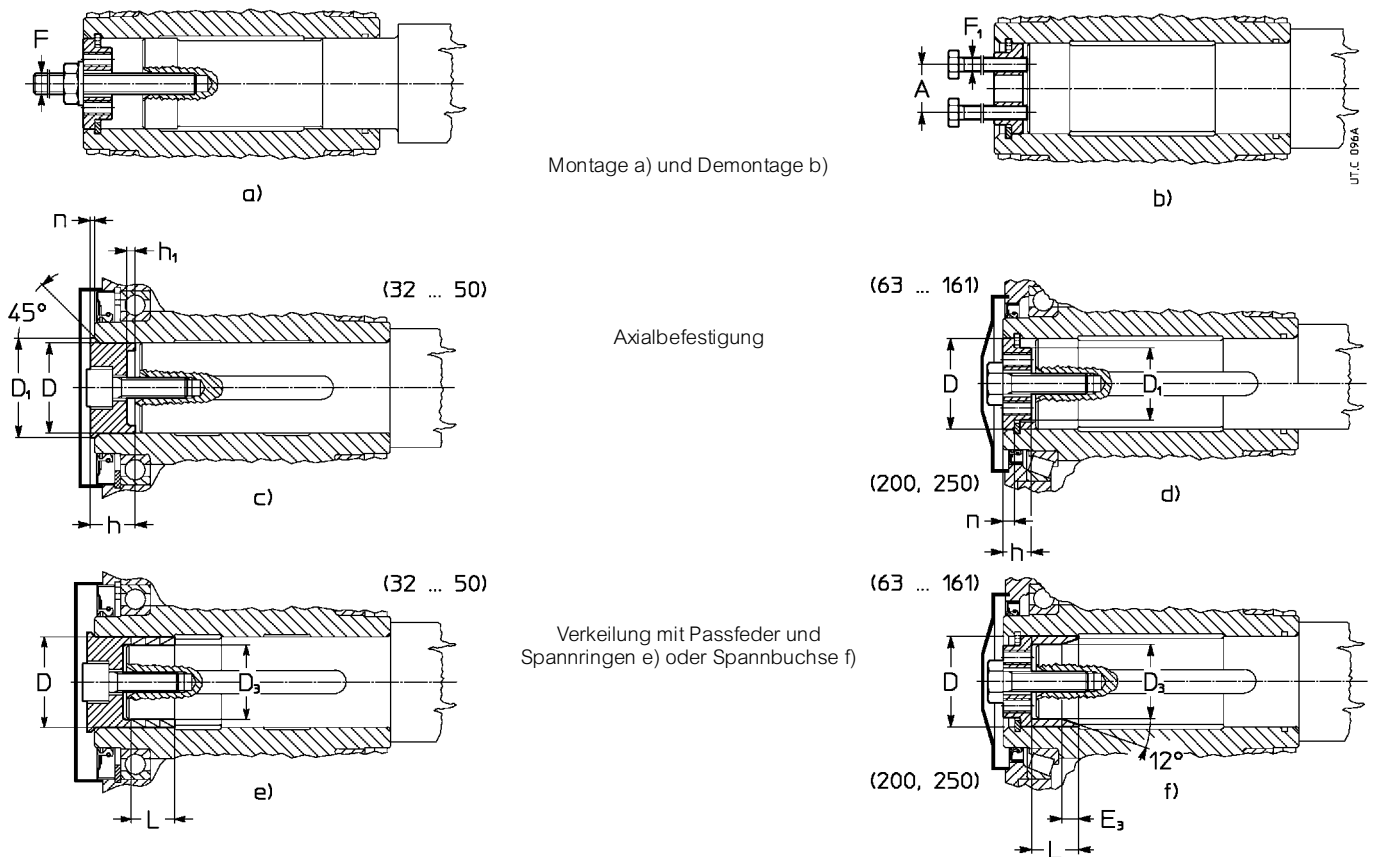 F
a)
Montage a) und Demontage b)
F₁
A
b)
UT.C 096A
n
h₁
45°
D₁
D
h
c)
(32 ... 50)
Axialbefestigung
(63 ... 161)
D
D₁
(200, 250)
n
h
d)
(32 ... 50)
D
D₃
L
e)
Verkeilung mit Passfeder und
Spannringen e) oder Spannbuchse f)
(63 ... 161)
D
D₃
12°
(200, 250)
f)
E₃
L